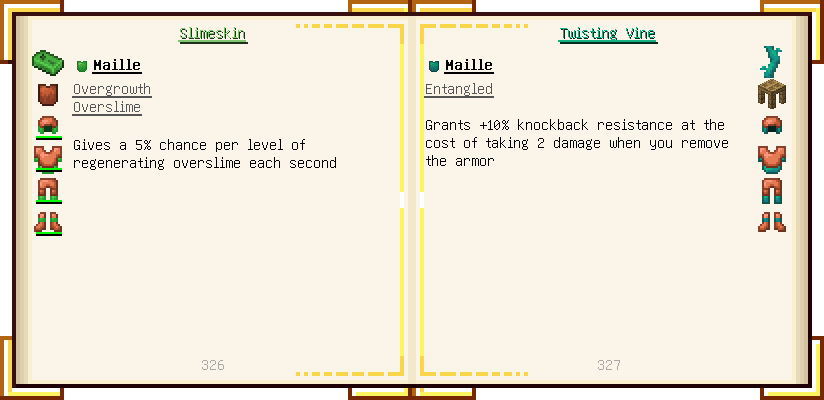 Slimeskin
Maille
Overgrowth
Overslime
Gives a 5% chance per level of
regenerating overslime each second
326
Twisting Vine
Maille
Entangled
Grants +10% knockback resistance at the
cost of taking 2 damage when you remove
the armor
327